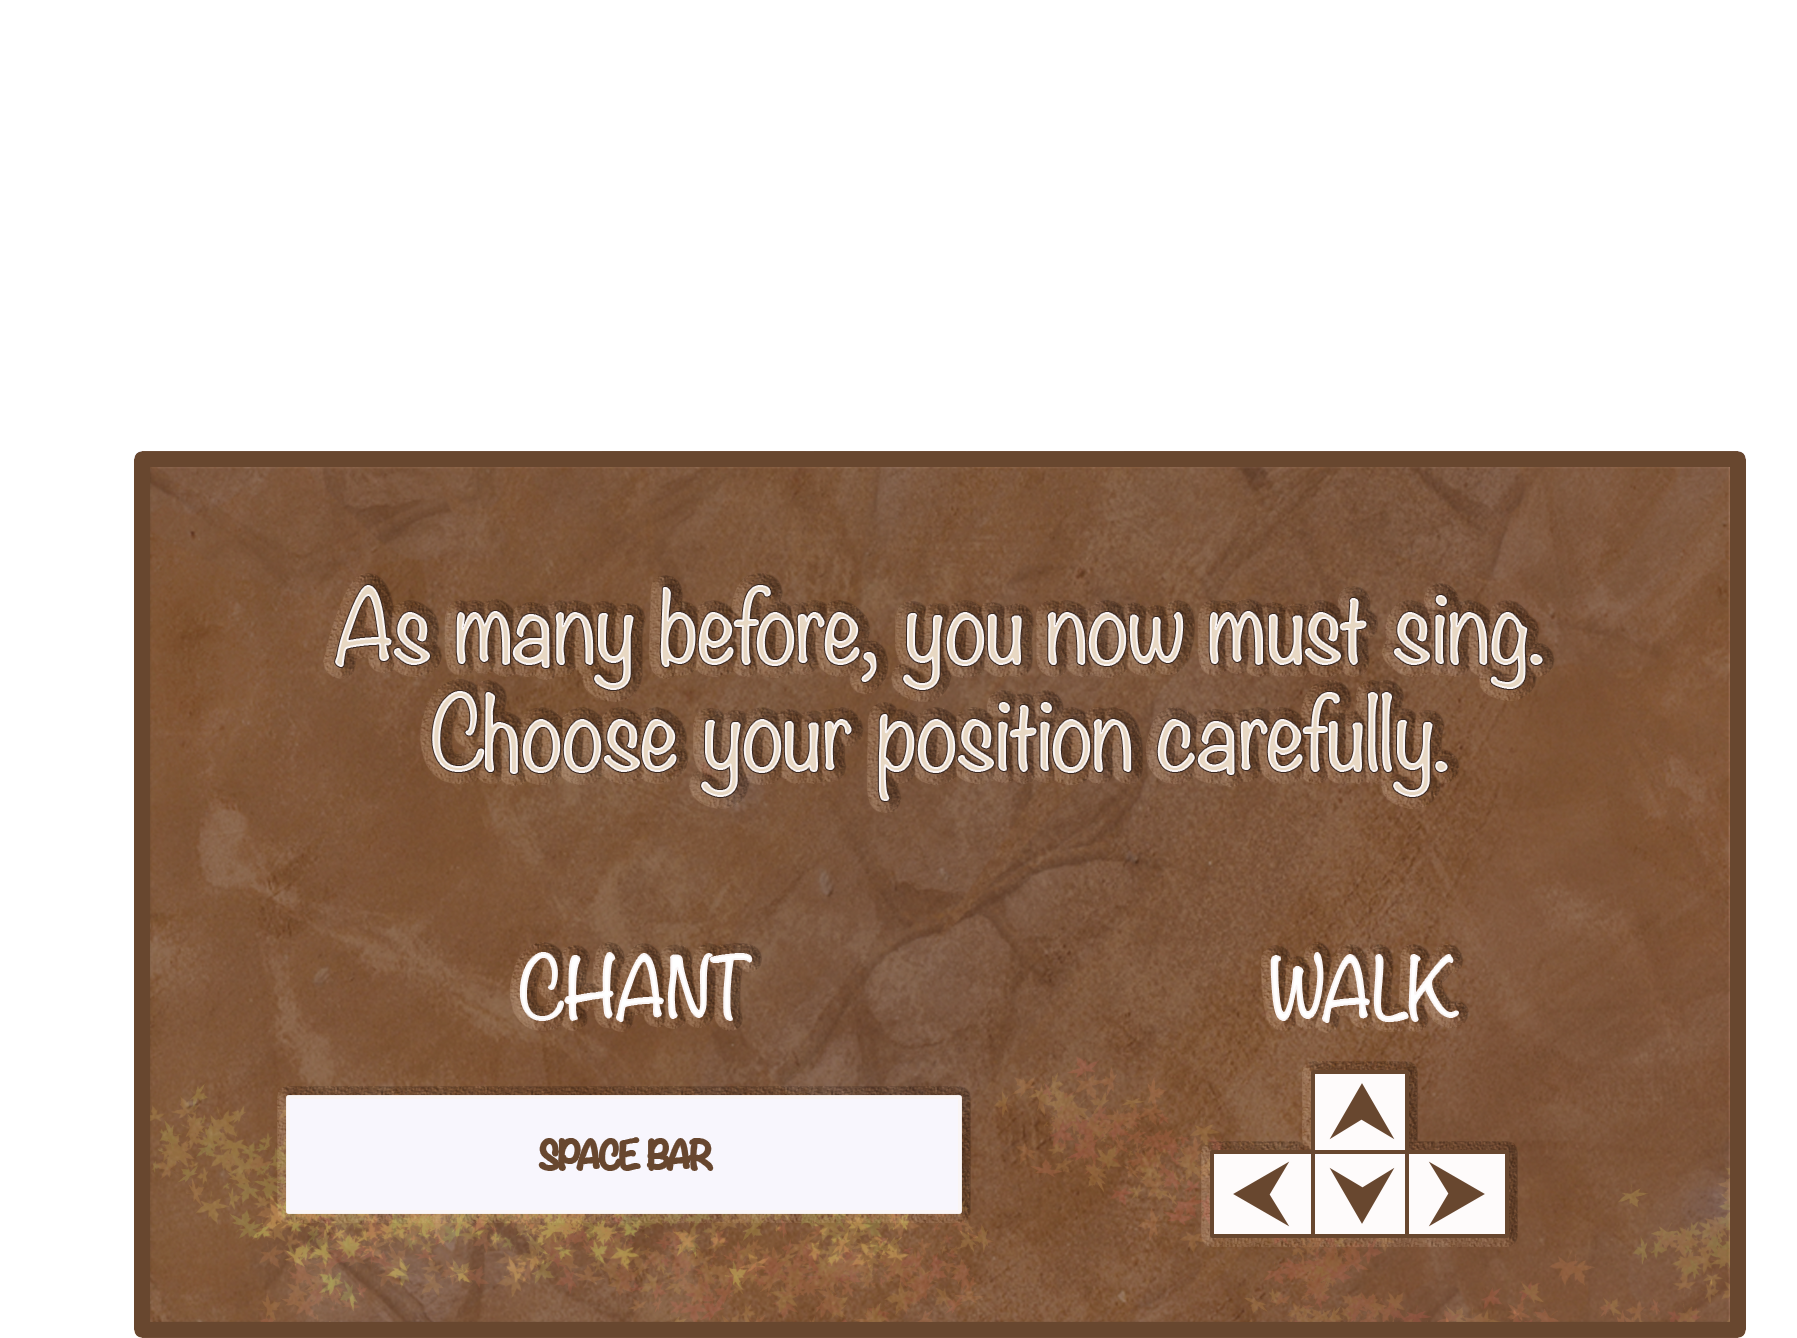 As many before, you now must sing.
Choose your position carefully.
CHANT
WALK
SPACE BAR